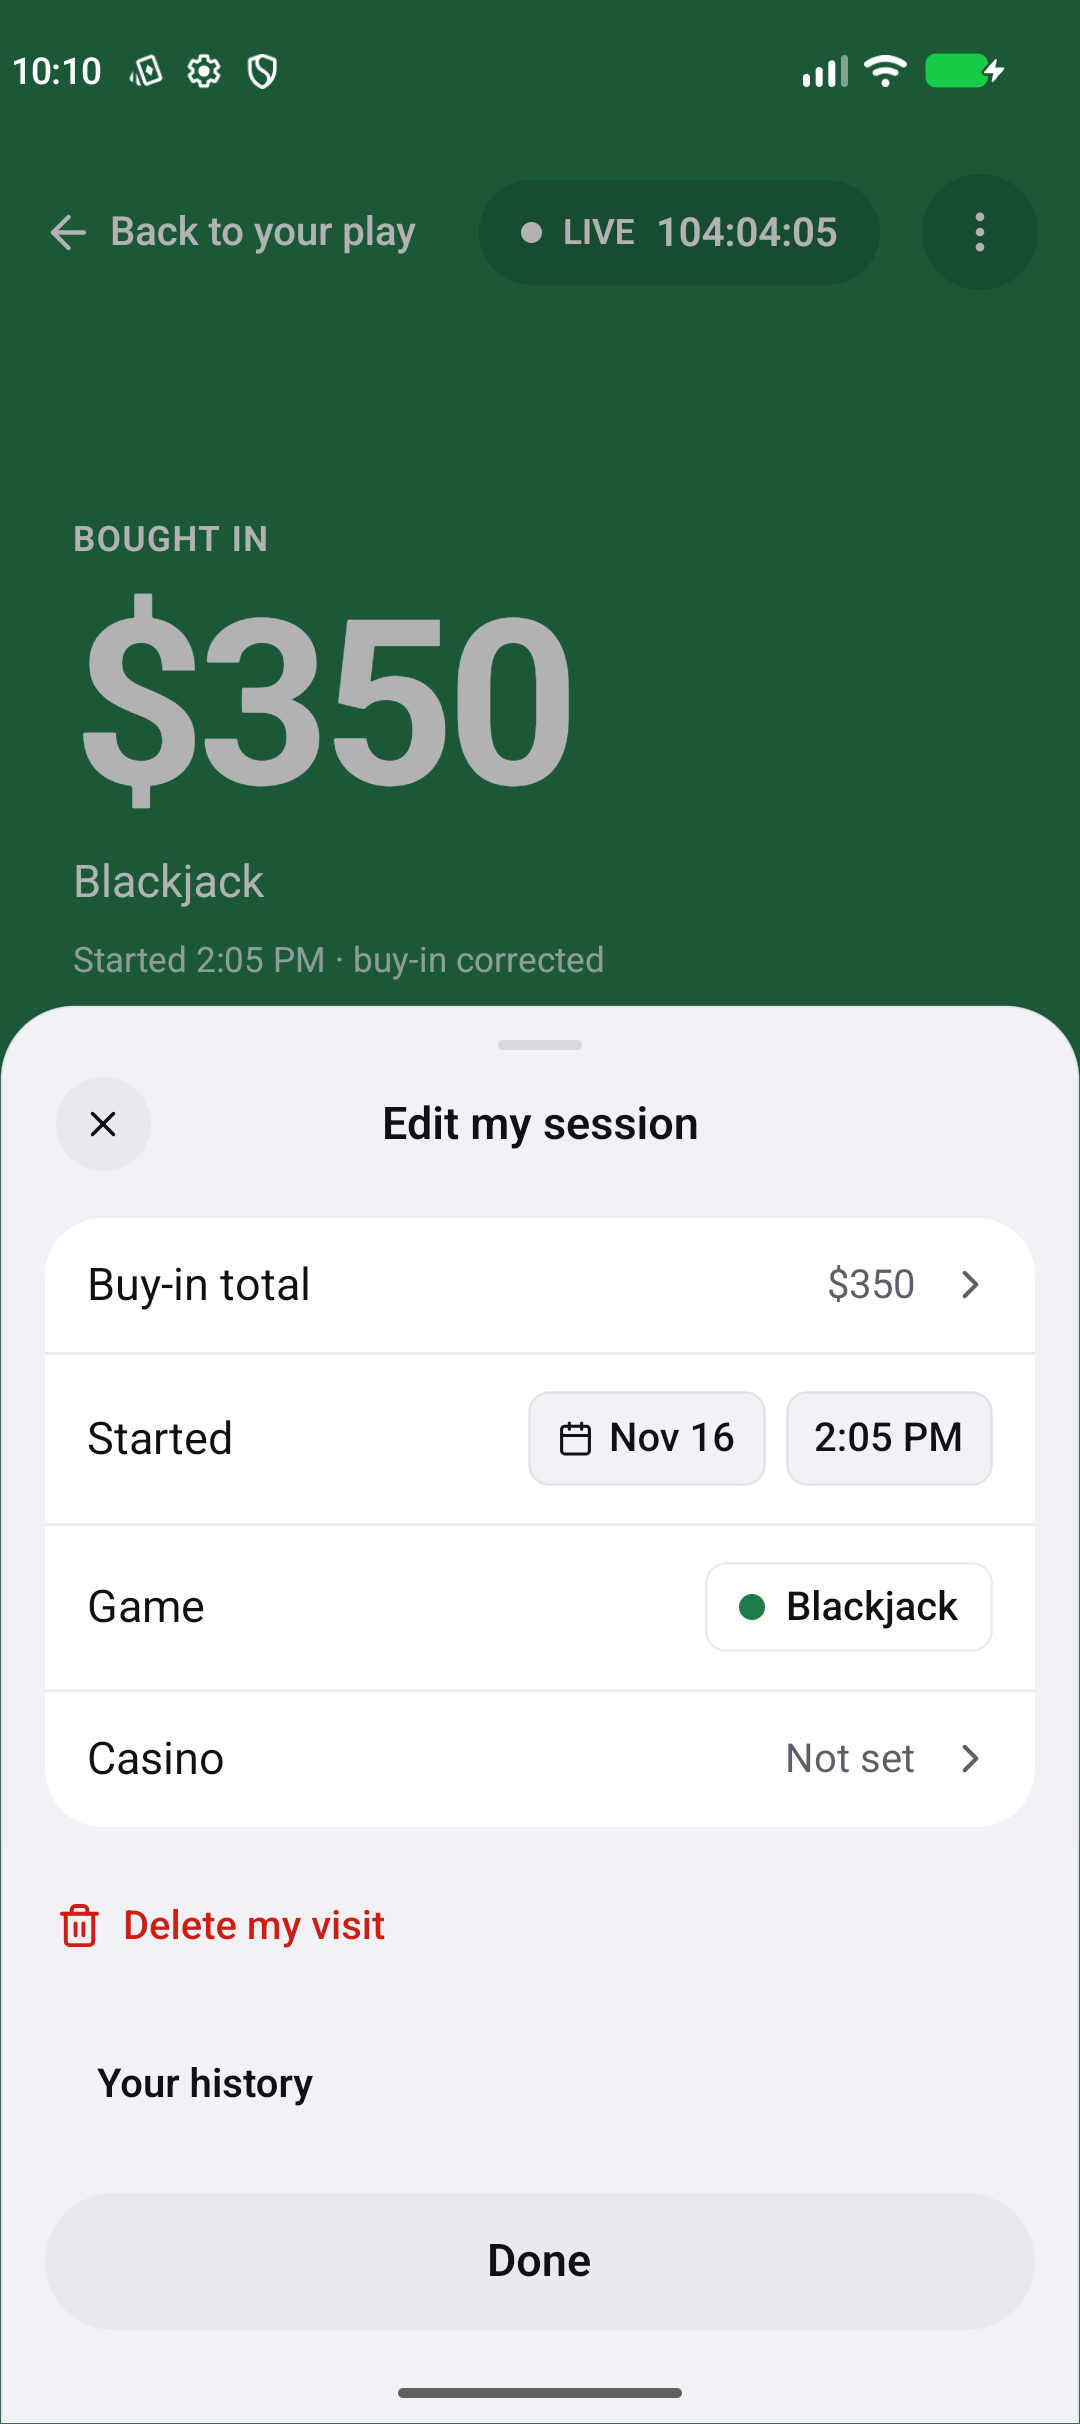 10:10
Back to your play
LIVE 104:04:05
BOUGHT IN
$350
Blackjack
Started 2:05 PM · buy-in corrected
Edit my session
Buy-in total $350
Started Nov 16 2:05 PM
Game Blackjack
Casino Not set
Delete my visit
Your history
Done